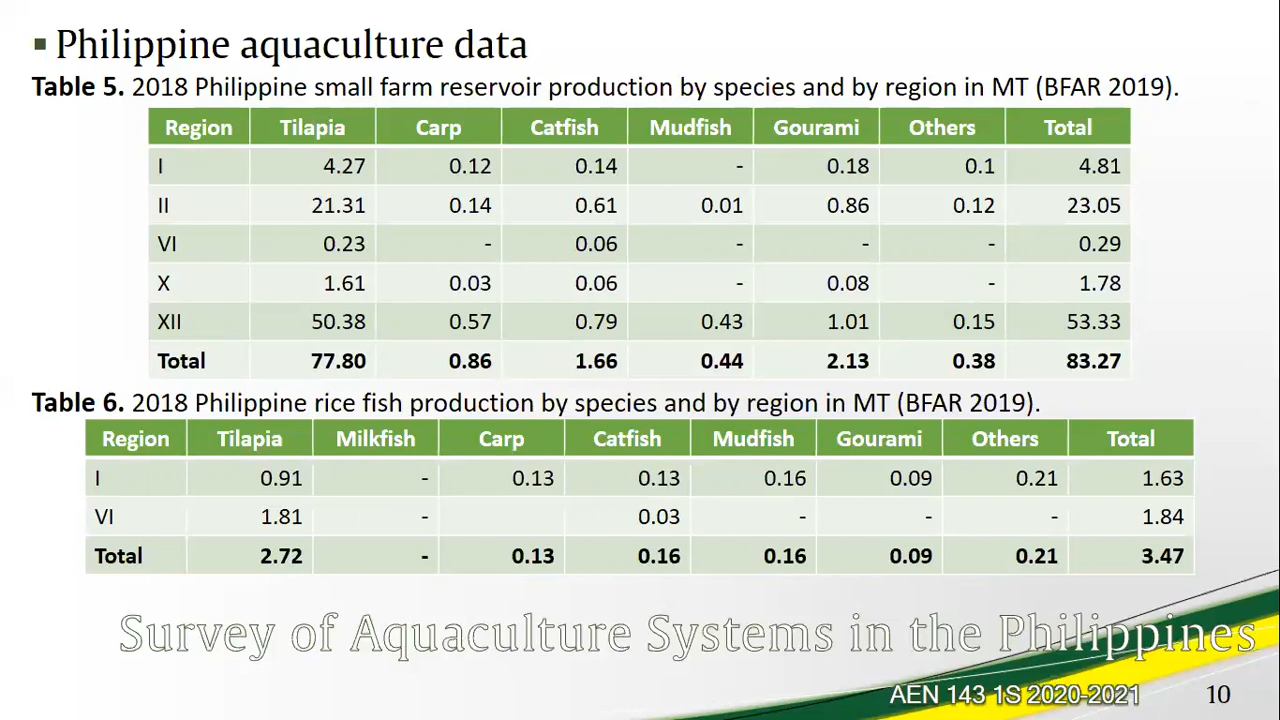 ▪ Philippine aquaculture data
Table 5. 2018 Philippine small farm reservoir production by species and by region in MT (BFAR 2019).
Region Tilapia Carp Catfish Mudfish Gourami Others Total
I 4.27 0.12 0.14 - 0.18 0.1 4.81
II 21.31 0.14 0.61 0.01 0.86 0.12 23.05
VI 0.23 - 0.06 - - - 0.29
X 1.61 0.03 0.06 - 0.08 - 1.78
XII 50.38 0.57 0.79 0.43 1.01 0.15 53.33
Total 77.80 0.86 1.66 0.44 2.13 0.38 83.27
Table 6. 2018 Philippine rice fish production by species and by region in MT (BFAR 2019).
Region Tilapia Milkfish Carp Catfish Mudfish Gourami Others Total
I 0.91 - 0.13 0.13 0.16 0.09 0.21 1.63
VI 1.81 - 0.03 - - - 1.84
Total 2.72 - 0.13 0.16 0.16 0.09 0.21 3.47
Survey of Aquaculture Systems in the Philippines
AEN 143 1S 2020-2021 10